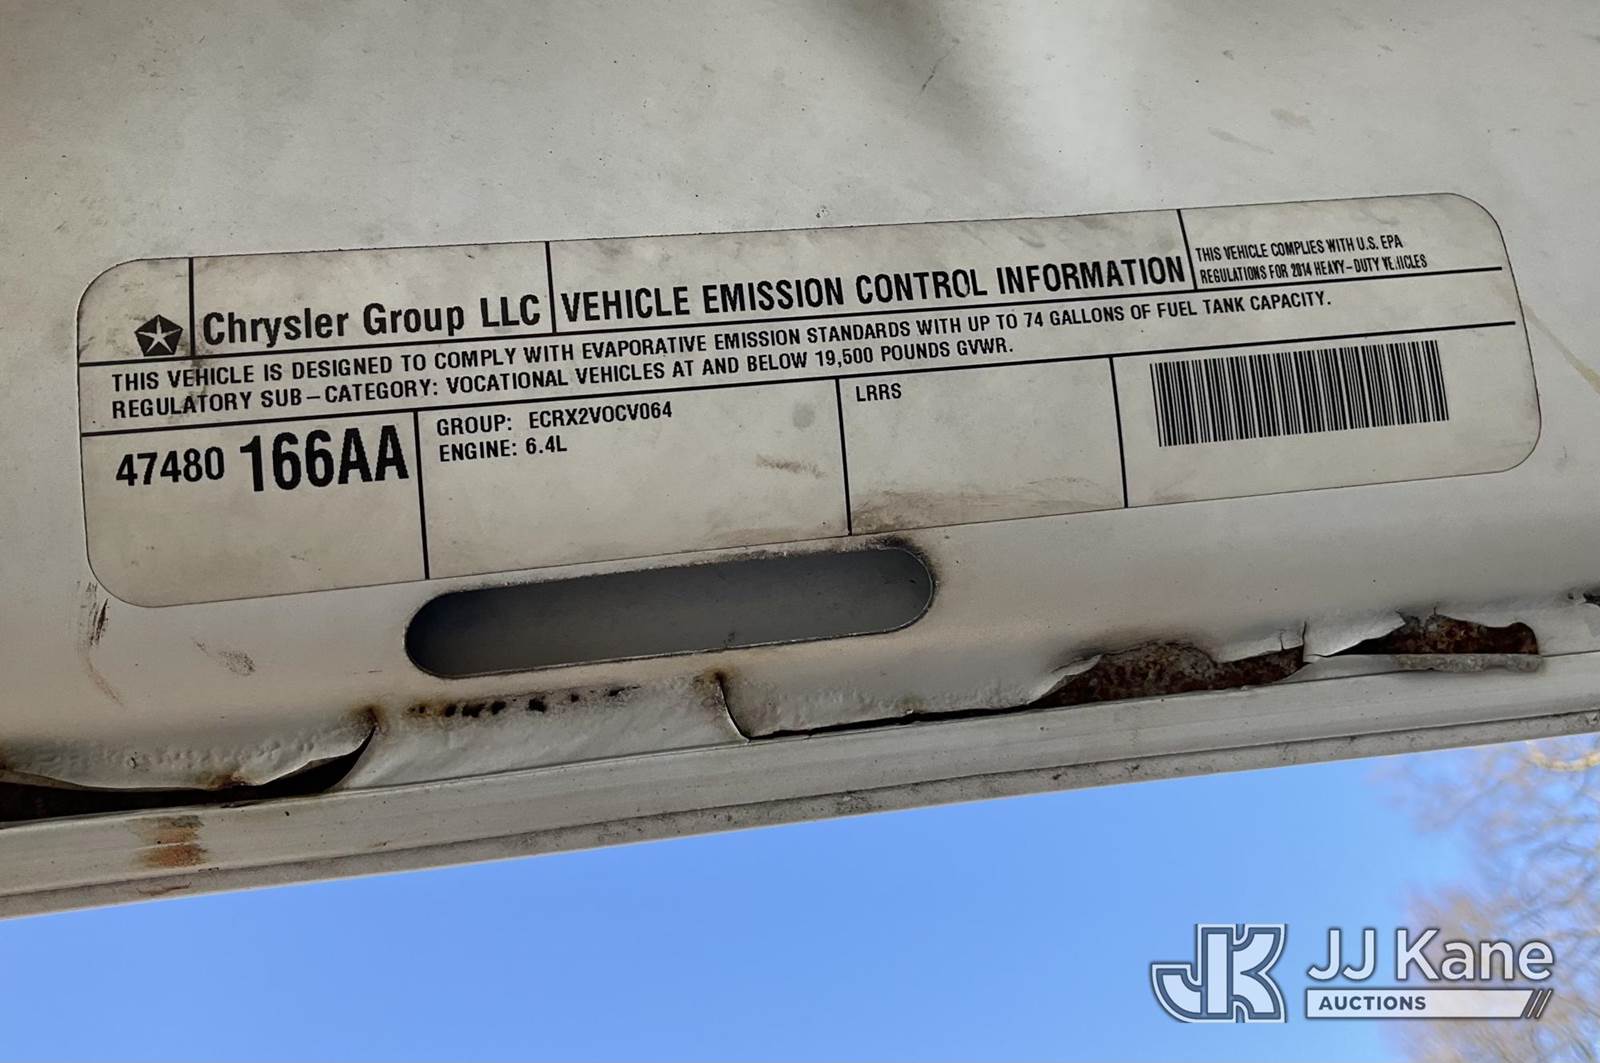 Chrysler Group LLC
VEHICLE EMISSION CONTROL INFORMATION
THIS VEHICLE COMPLIES WITH U.S. EPA
REGULATIONS FOR 2014 HEAVY-DUTY VEHICLES
THIS VEHICLE IS DESIGNED TO COMPLY WITH EVAPORATIVE EMISSION STANDARDS WITH UP TO 74 GALLONS OF FUEL TANK CAPACITY.
REGULATORY SUB-CATEGORY: VOCATIONAL VEHICLES AT AND BELOW 19,500 POUNDS GVWR.
47480 166AA
GROUP: ECRX2VOCV064
ENGINE: 6.4L
LRRS
JK JJ Kane
AUCTIONS